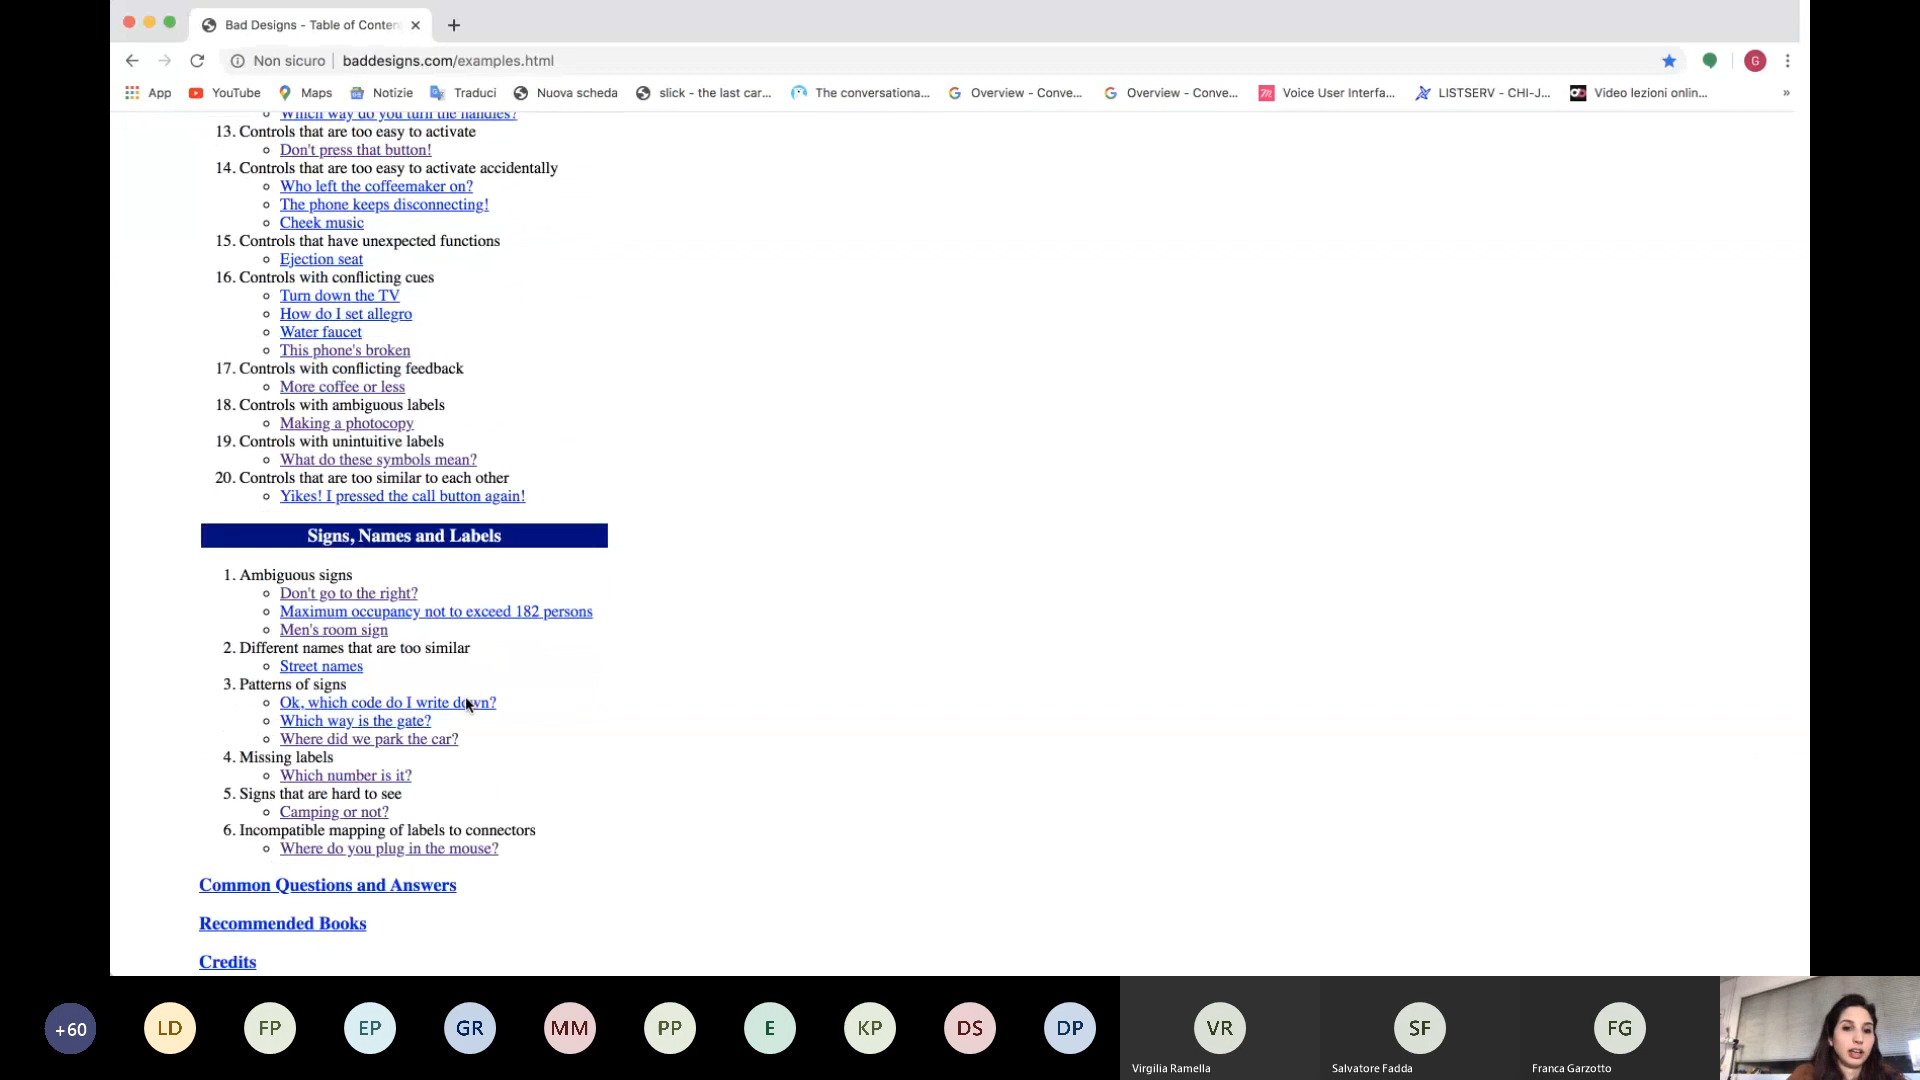 Bad Designs - Table of Conten
Non sicuro | baddesigns.com/examples.html
G
App YouTube Maps Notizie Traduci Nuova scheda slick - the last car... The conversationa... Overview - Conve... Overview - Conve... Voice User Interfa... LISTSERV - CHI-J... Video lezioni onlin... »
Which way do you turn the handles?
13. Controls that are too easy to activate
Don't press that button!
14. Controls that are too easy to activate accidentally
Who left the coffeemaker on?
The phone keeps disconnecting!
Cheek music
15. Controls that have unexpected functions
Ejection seat
16. Controls with conflicting cues
Turn down the TV
How do I set allegro
Water faucet
This phone's broken
17. Controls with conflicting feedback
More coffee or less
18. Controls with ambiguous labels
Making a photocopy
19. Controls with unintuitive labels
What do these symbols mean?
20. Controls that are too similar to each other
Yikes! I pressed the call button again!
Signs, Names and Labels
1. Ambiguous signs
Don't go to the right?
Maximum occupancy not to exceed 182 persons
Men's room sign
2. Different names that are too similar
Street names
3. Patterns of signs
Ok, which code do I write down?
Which way is the gate?
Where did we park the car?
4. Missing labels
Which number is it?
5. Signs that are hard to see
Camping or not?
6. Incompatible mapping of labels to connectors
Where do you plug in the mouse?
Common Questions and Answers
Recommended Books
Credits
+60 LD FP EP GR MM PP E KP DS DP VR SF FG
Virgilia Ramella Salvatore Fadda Franca Garzotto